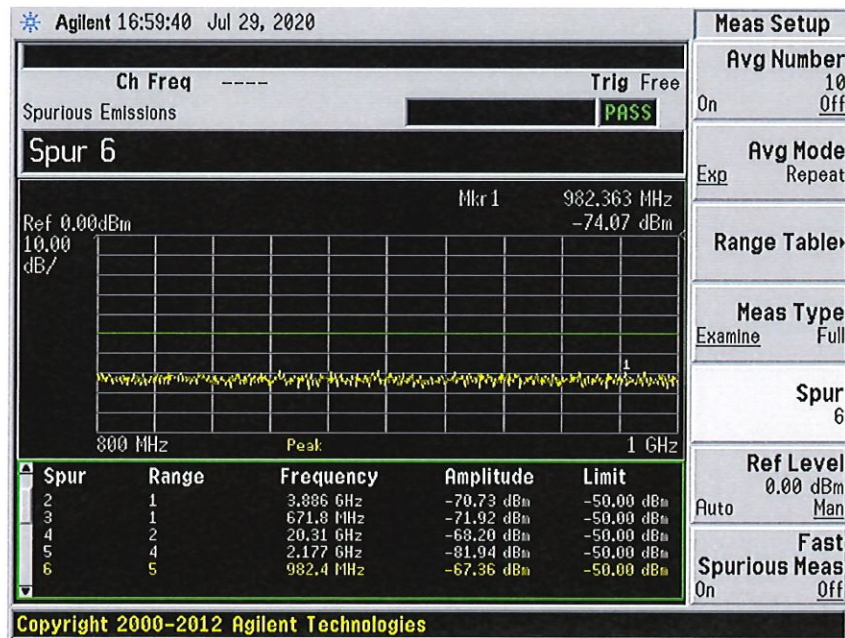 Agilent 16:59:40 Jul 29, 2020
Meas Setup
Ch Freq ----
Trig Free
Spurious Emissions
PASS
Spur 6
Mkr1 982.363 MHz
-74.07 dBm
Ref 0.00dBm
10.00
dB/
1
800 MHz
Peak
1 GHz
Spur Range Frequency Amplitude Limit
2 1 3.886 GHz -70.73 dBm -50.00 dBm
3 1 671.8 MHz -71.92 dBm -50.00 dBm
4 2 20.31 GHz -68.20 dBm -50.00 dBm
5 4 2.177 GHz -81.94 dBm -50.00 dBm
6 5 982.4 MHz -67.36 dBm -50.00 dBm
Avg Number
10
On Off
Avg Mode
Exp Repeat
Range Table
Meas Type
Examine Full
Spur
6
Ref Level
0.00 dBm
Auto Man
Fast
Spurious Meas
On Off
Copyright 2000-2012 Agilent Technologies